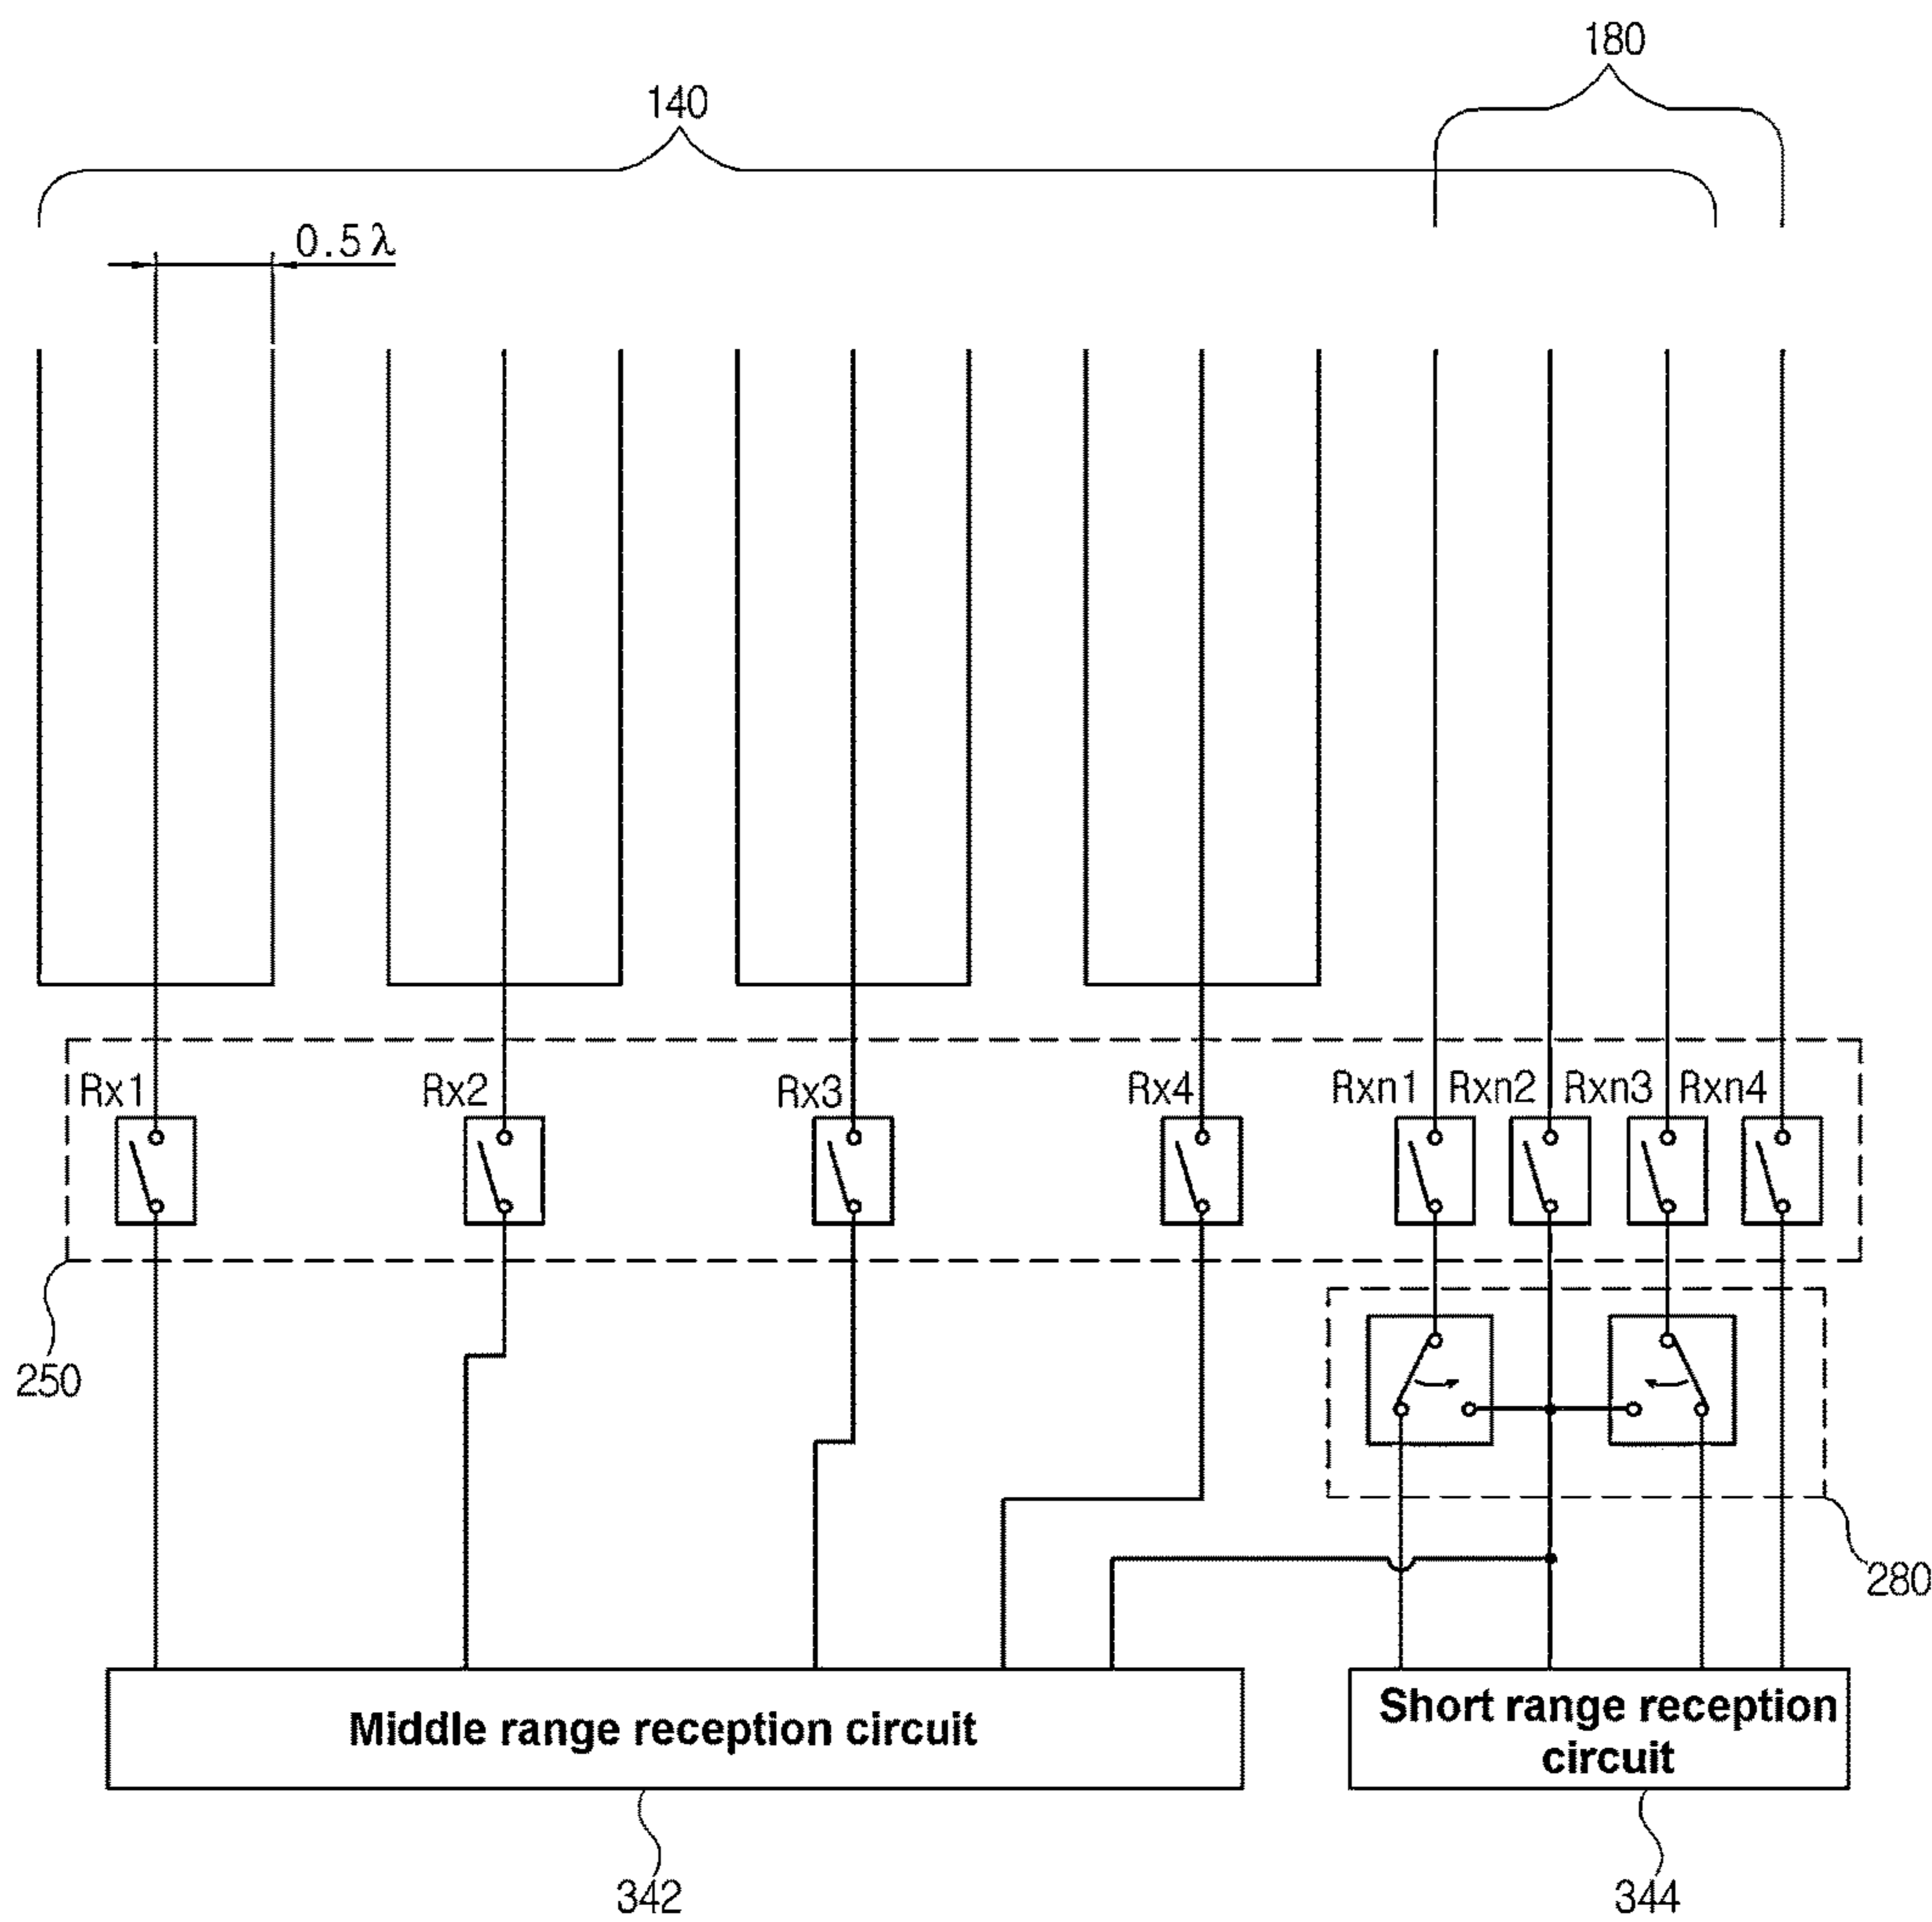 180
140
0.5λ
Rx1
Rx2
Rx3
Rx4
Rxn1
Rxn2
Rxn3
Rxn4
250
280
Middle range reception circuit
Short range reception
circuit
342
344